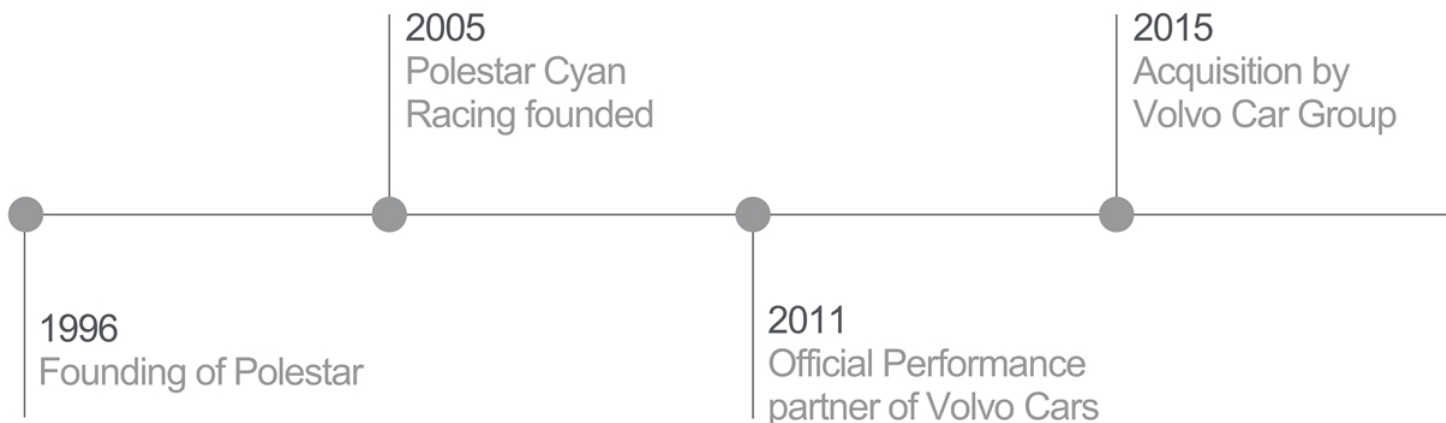 2005
Polestar Cyan
Racing founded
2015
Acquisition by
Volvo Car Group
1996
Founding of Polestar
2011
Official Performance
partner of Volvo Cars